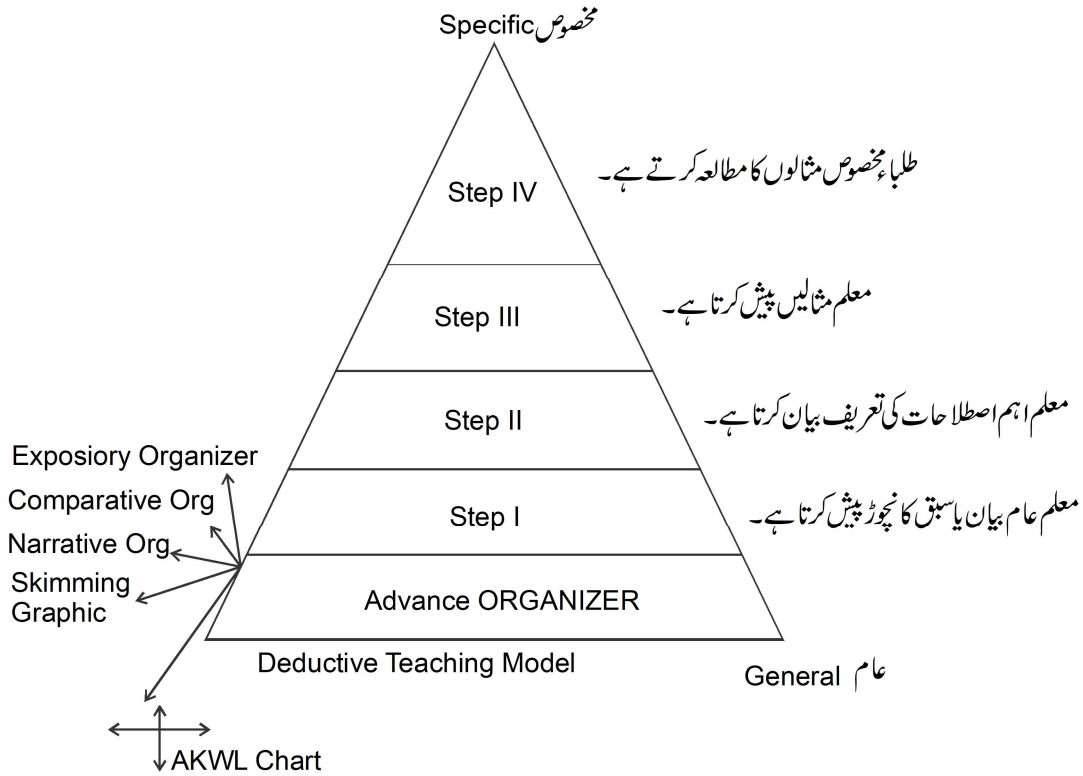 Specific مخصوص
Step IV
طلباء مخصوص مثالوں کا مطالعہ کرتے ہے۔
Step III
معلم مثالیں پیش کرتا ہے۔
Step II
معلم اہم اصطلاحات کی تعریف بیان کرتا ہے۔
Step I
معلم عام بیان یا سبق کا نچوڑ پیش کرتا ہے۔
Exposiory Organizer
Comparative Org
Narrative Org
Skimming
Graphic
Advance ORGANIZER
Deductive Teaching Model
General عام
AKWL Chart